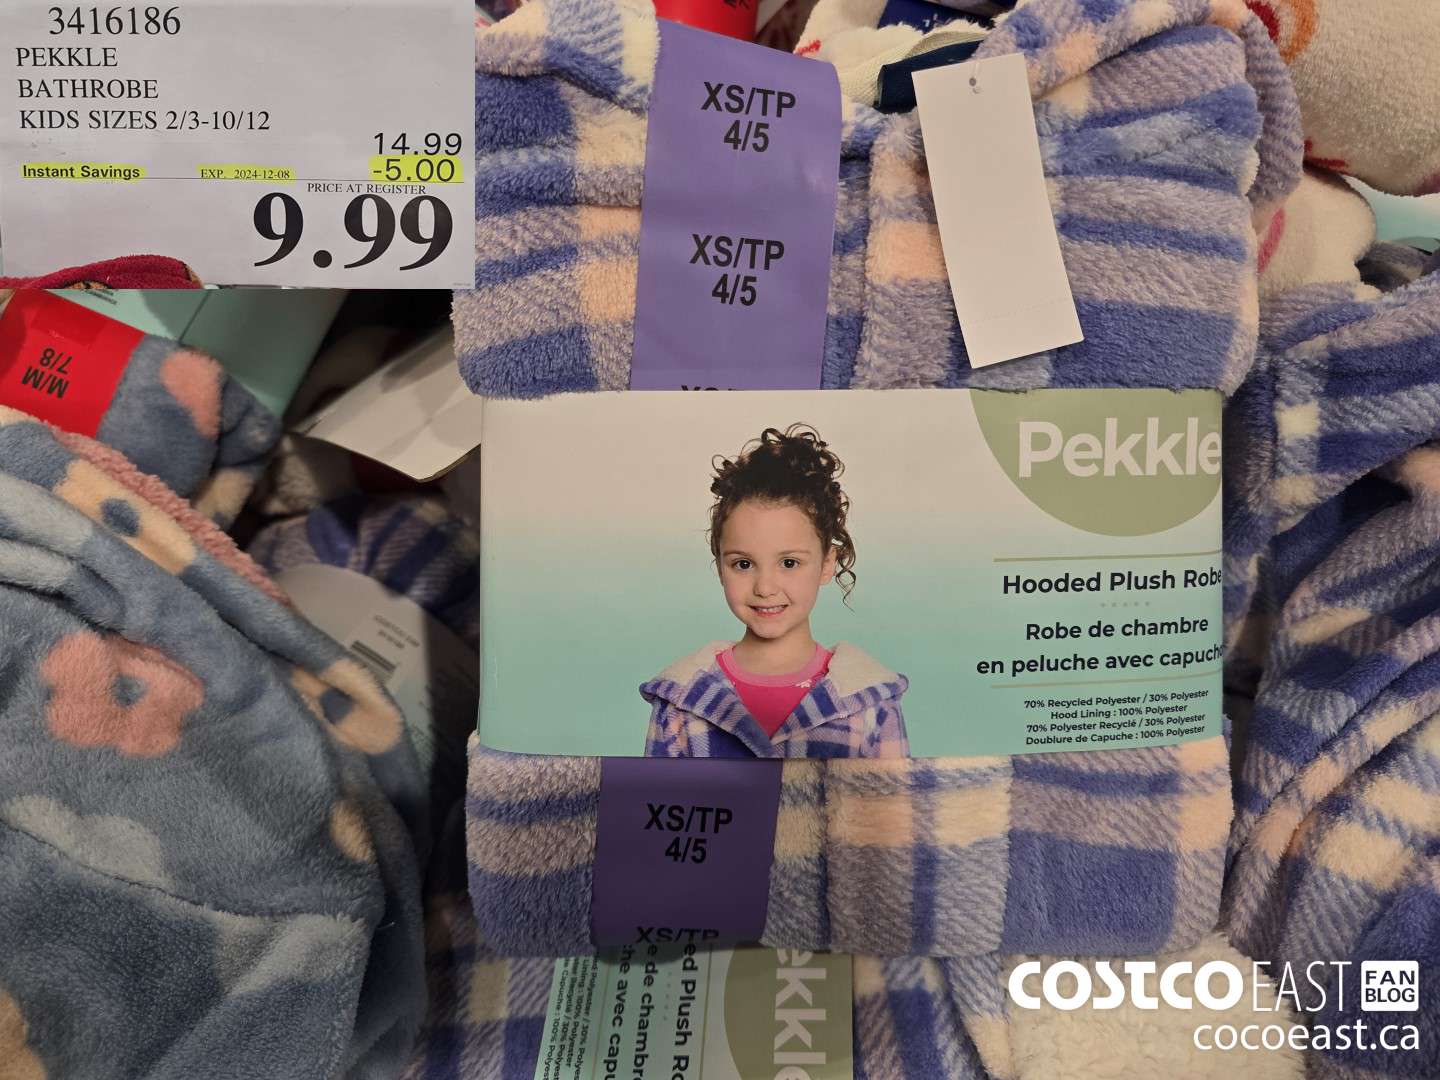 3416186
PEKKLE
BATHROBE
KIDS SIZES 2/3-10/12
14.99
Instant Savings EXP. 2024-12-08 -5.00
PRICE AT REGISTER
9.99
M/M
7/8
XS/TP
4/5
XS/TP
4/5
Pekkle
Hooded Plush Robe
Robe de chambre
en peluche avec capuche
70% Recycled Polyester / 30% Polyester
Hood Lining : 100% Polyester
70% Polyester Recyclé / 30% Polyester
Doublure de Capuche : 100% Polyester
XS/TP
4/5
XS/TP
COSTCO EAST FAN BLOG
cocoeast.ca